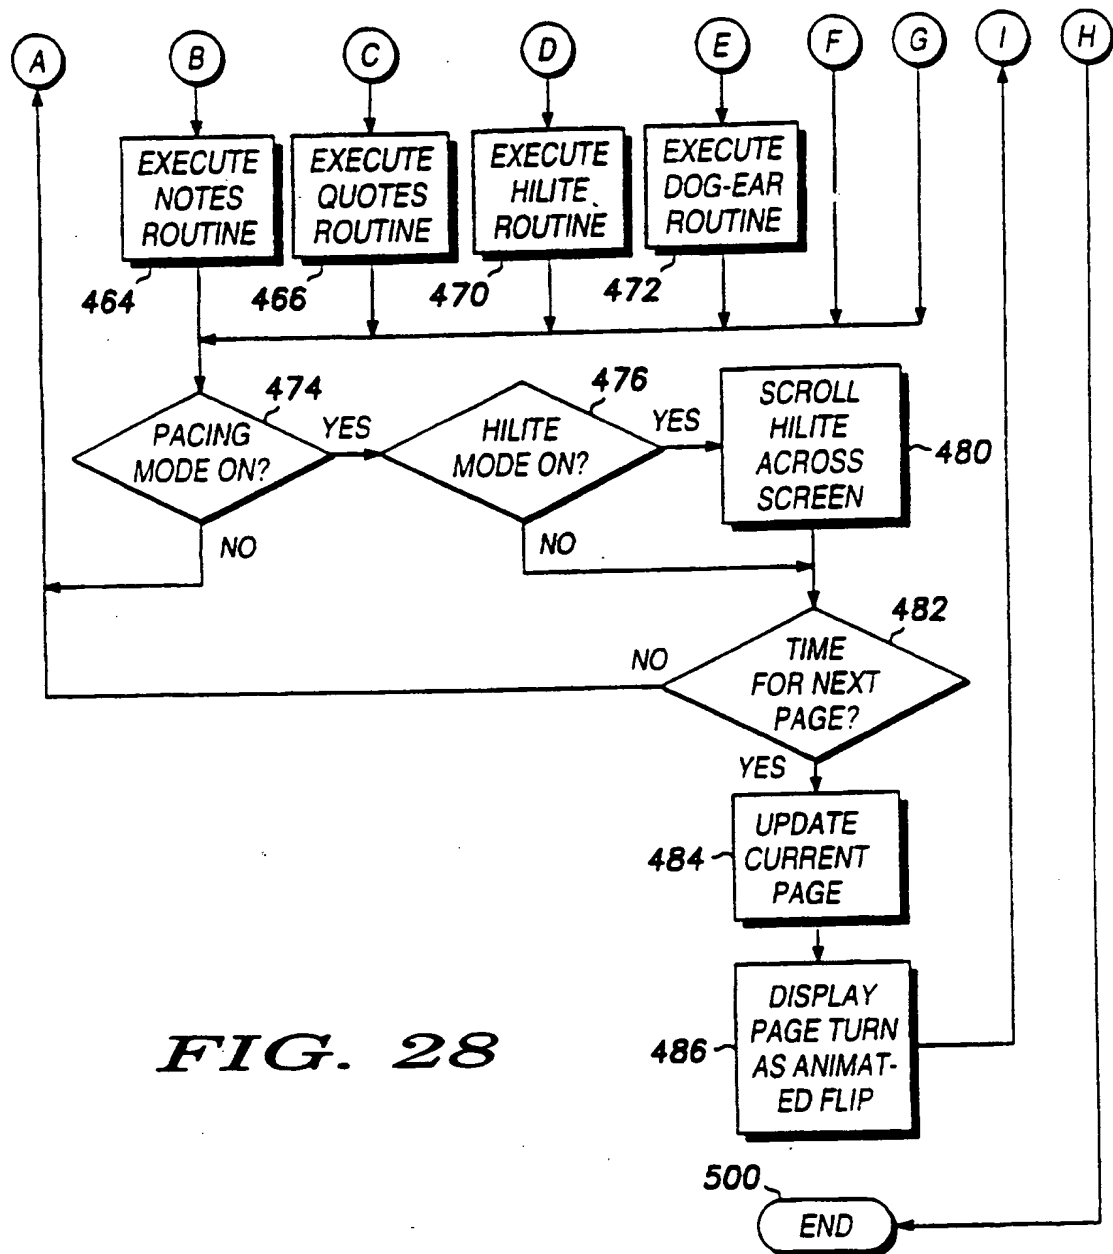 A
B
C
D
E
F
G
I
H
EXECUTE
NOTES
ROUTINE
464
EXECUTE
QUOTES
ROUTINE
466
EXECUTE
HILITE
ROUTINE
470
EXECUTE
DOG-EAR
ROUTINE
472
PACING
MODE ON?
474
YES
NO
HILITE
MODE ON?
476
YES
NO
SCROLL
HILITE
ACROSS
SCREEN
480
TIME
FOR NEXT
PAGE?
482
NO
YES
UPDATE
CURRENT
PAGE
484
DISPLAY
PAGE TURN
AS ANIMAT-
ED FLIP
486
FIG. 28
500
END